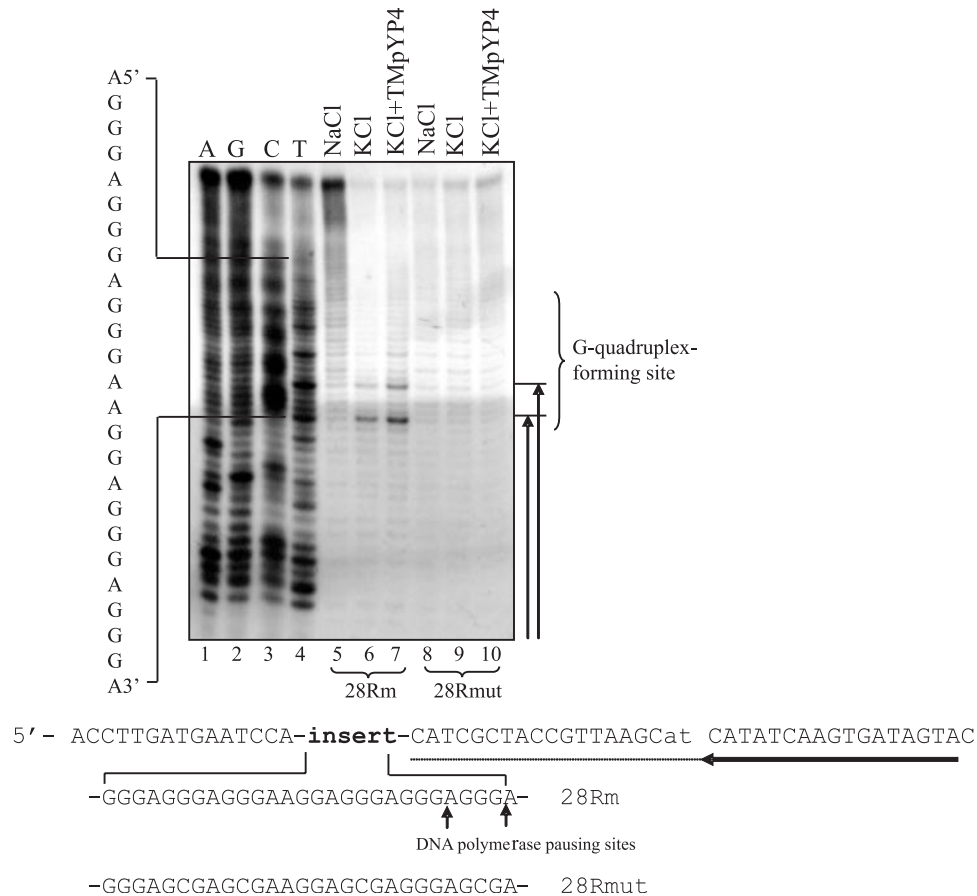 NaCl
KCl
KCl+TMpYP4
NaCl
KCl
KCl+TMpYP4
A G C T
A5’
G
G
G
A
G
G
G
A
G
G
G
A
A
G
G
A
G
G
G
A
G
G
G
A3’
G-quadruplex-
forming site
1 2 3 4 5 6 7 8 9 10
28Rm 28Rmut
5’- ACCTTGATGAATCCA-insert-CATCGCTACCGTTAAGCat CATATCAAGTGATAGTAC
-GGGAGGGAGGGAAGGAGGGAGGGAGGGA- 28Rm
DNA polymerase pausing sites
-GGGAGCGAGCGAAGGAGCGAGGGAGCGA- 28Rmut